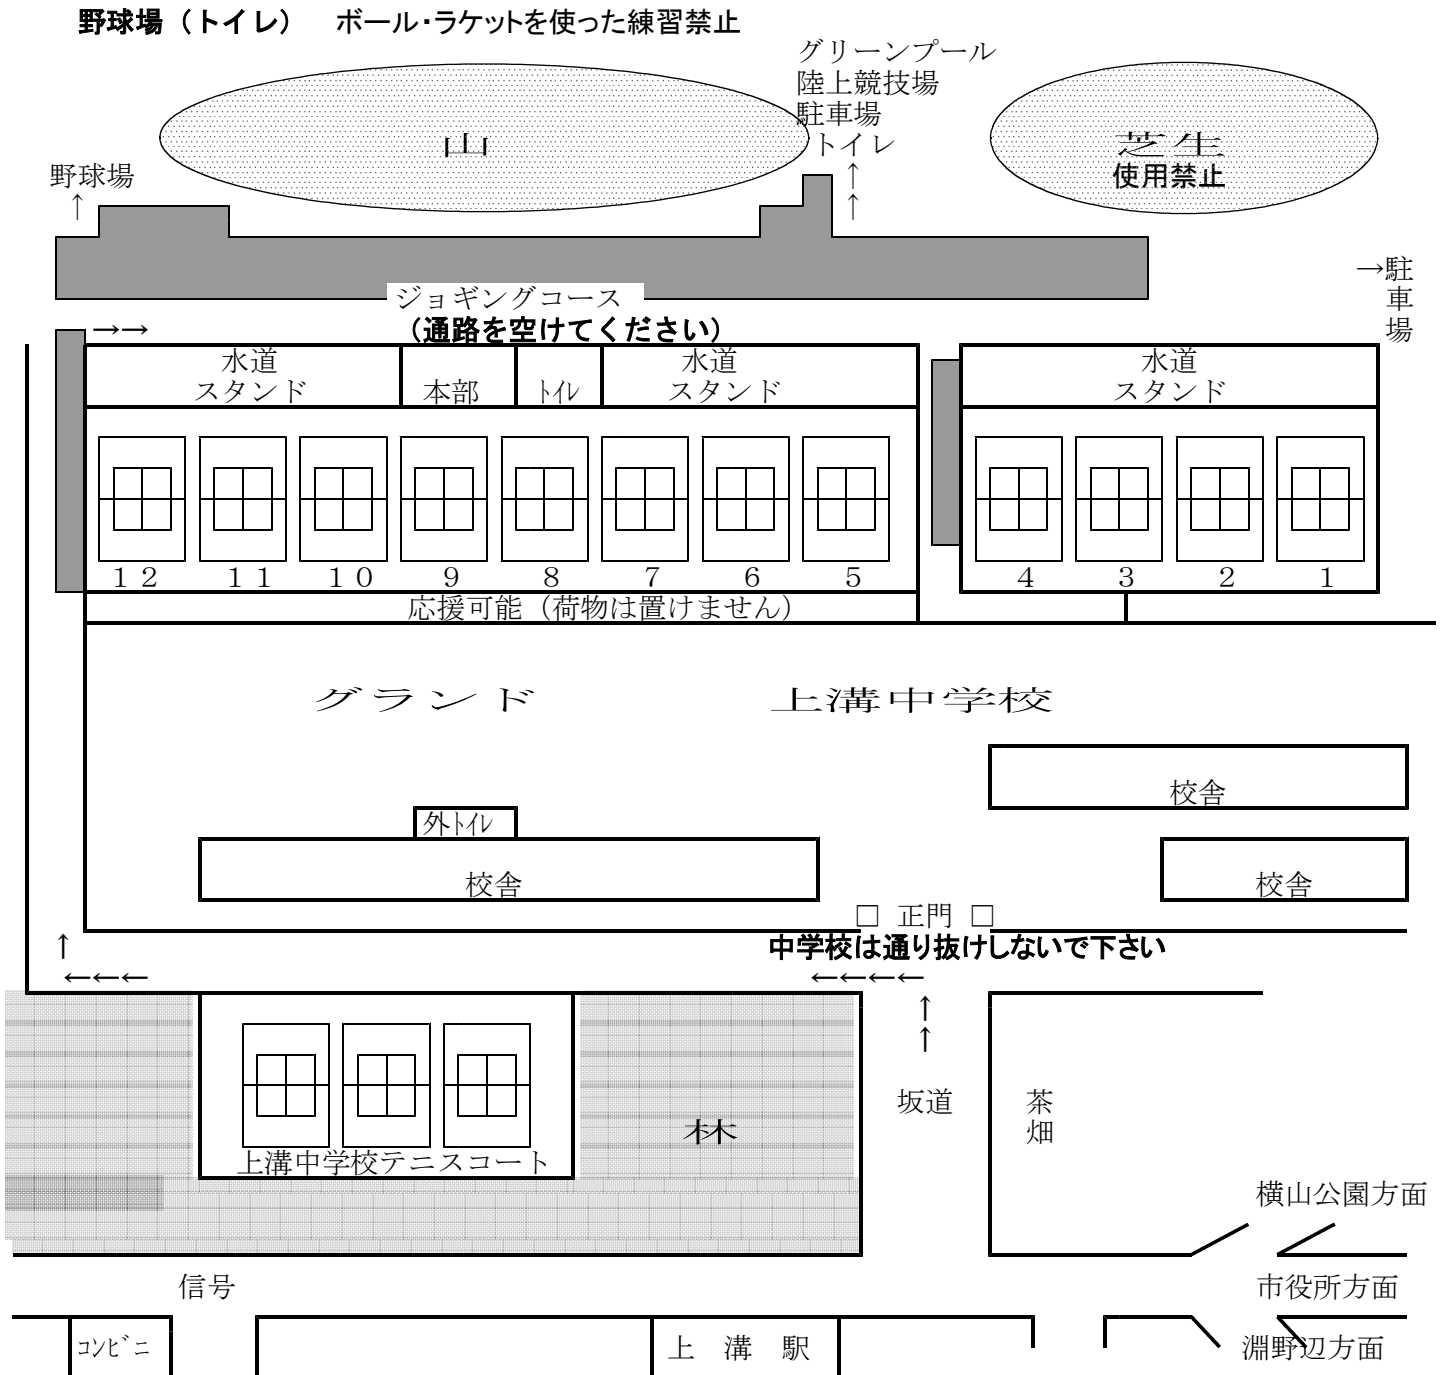 野球場（トイレ）　ボール・ラケットを使った練習禁止
グリーンプール
陸上競技場
駐車場
トイレ
↑
↑
山
芝生
使用禁止
野球場
↑
→駐車場
ジョギングコース
（通路を空けてください）
→→
水道
スタンド
本部
トイレ
水道
スタンド
水道
スタンド
１２　１１　１０　９　８　７　６　５　４　３　２　１
応援可能（荷物は置けません）
グランド　上溝中学校
校舎
外トイレ
校舎
校舎
□ 正門 □
中学校は通り抜けしないで下さい
↑
←←←
←←←←
↑
↑
坂道
茶畑
林
上溝中学校テニスコート
横山公園方面
信号
市役所方面
コンビニ
上　溝　駅
淵野辺方面